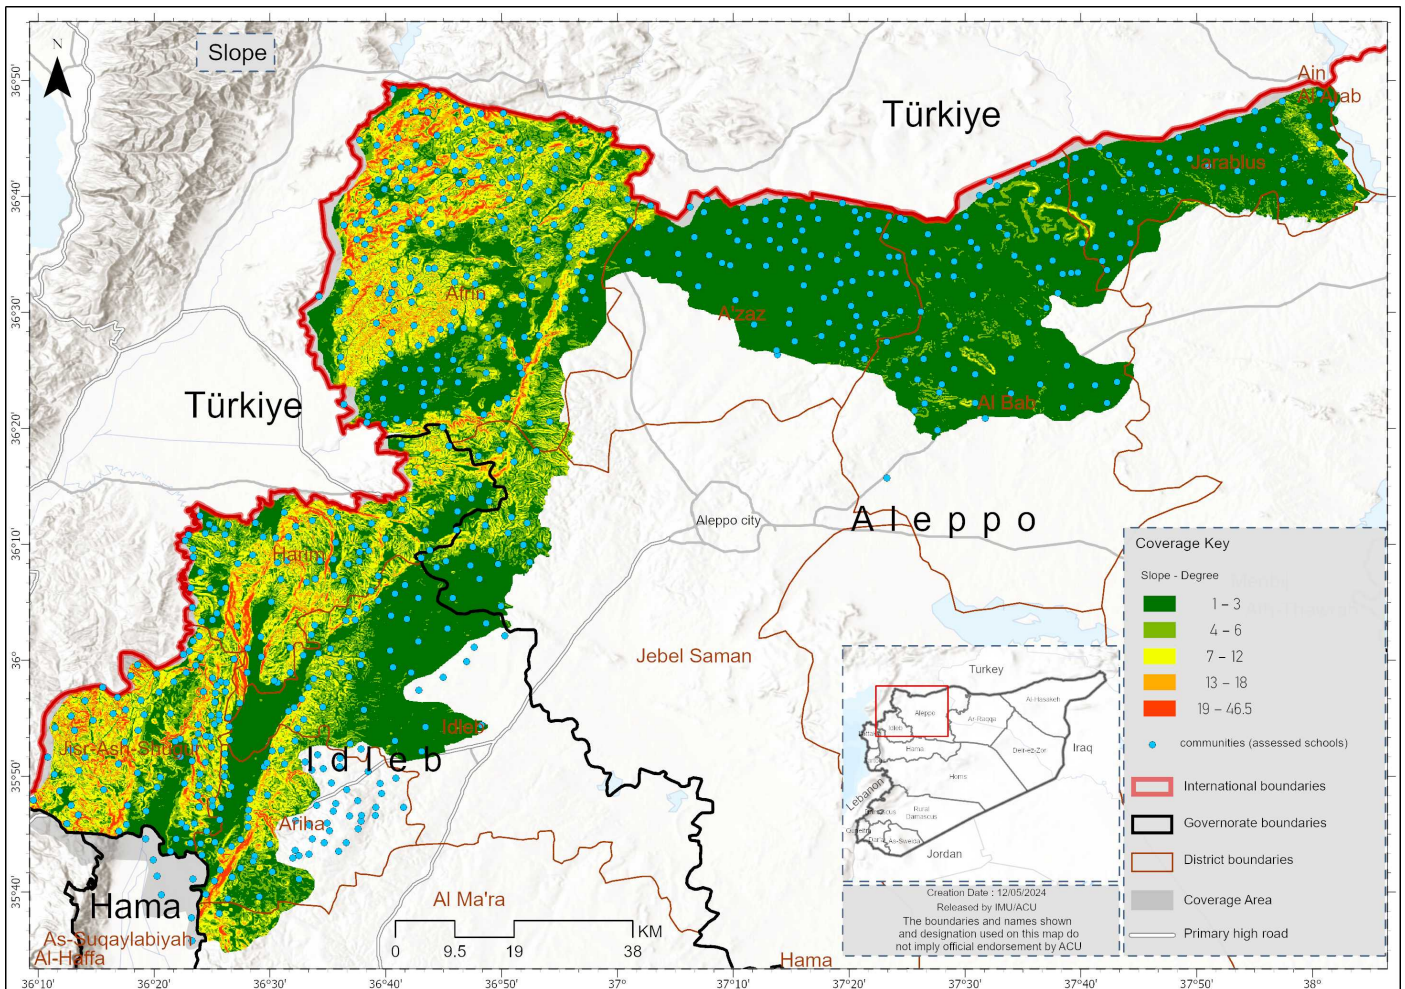 N
Slope
Türkiye
Ain
Al Arab
Jarablus
Afrin
A'zaz
Türkiye
Al Bab
Aleppo city
Aleppo
Harim
Jebel Saman
Idleb
Jisr-Ash-Shugur
Idleb
Ariha
Hama
Al Ma'ra
As-Suqaylabiyah
Al-Haffa
Hama
0
9.5
19
38
KM
Coverage Key
Slope - Degree
1 – 3
4 – 6
7 – 12
13 – 18
19 – 46.5
communities (assessed schools)
International boundaries
Governorate boundaries
District boundaries
Coverage Area
Primary high road
Turkey
Al-Hasakeh
Aleppo
Ar-Raqqa
Idleb
Hama
Deir-ez-Zor
Iraq
Homs
Lebanon
Rural
Damascus
As-Sweida
Jordan
Creation Date : 12/05/2024
Released by IMU/ACU
The boundaries and names shown
and designation used on this map do
not imply official endorsement by ACU
36°50'
36°40'
36°30'
36°20'
36°10'
36°
35°50'
35°40'
36°10'
36°20'
36°30'
36°40'
36°50'
37°
37°10'
37°20'
37°30'
37°40'
37°50'
38°